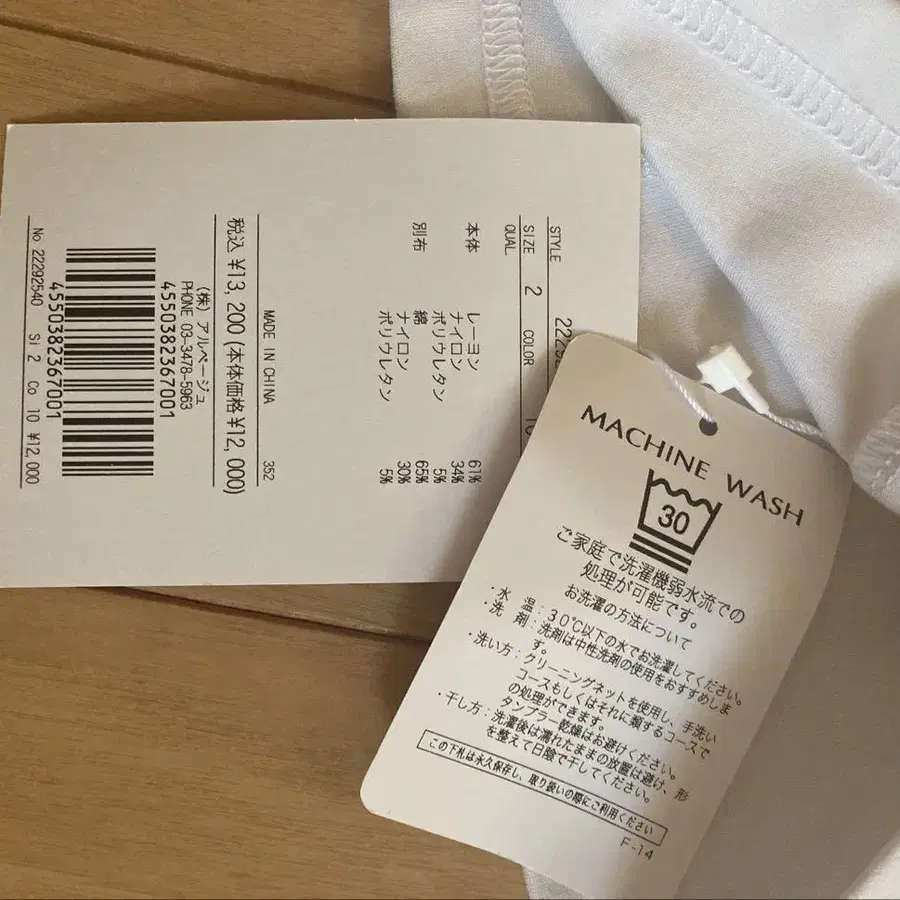 STYLE 2229
SIZE 2 COLOR 10
QUAL.
本体 レーヨン 61%
ナイロン 34%
ポリウレタン 5%
別布 綿 65%
ナイロン 30%
ポリウレタン 5%
MADE IN CHINA 352
税込 ¥13,200(本体価格¥12,000)
(株) アルページュ
PHONE 03-3478-5963
4550382367001
4550382367001
No 22292540 Si 2 Co 10 ¥12,000
MACHINE WASH
30
ご家庭で洗濯機弱水流での
処理が可能です。
お洗濯の方法について
・水 温:30℃以下の水でお洗濯してください。
・洗 剤:洗剤は中性洗剤の使用をおすすめしま
す。
・洗い方:クリーニングネットを使用し、手洗い
コースもしくはそれに類するコースで
の処理ができます。
タンブラー乾燥はお避けください。
・干し方:洗濯後は濡れたままの放置は避け、形
を整えて日陰で干してください。
この下札は永久保存し、取り扱いの際にご利用ください
F-14